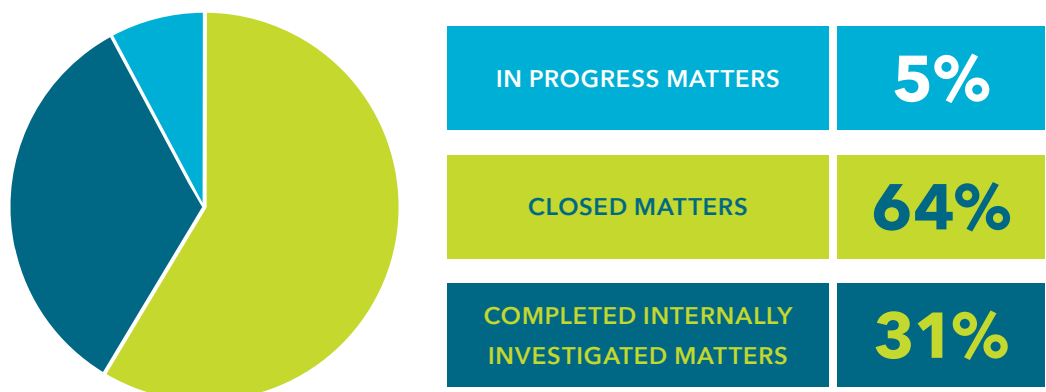 IN PROGRESS MATTERS
5%
CLOSED MATTERS
64%
COMPLETED INTERNALLY
INVESTIGATED MATTERS
31%